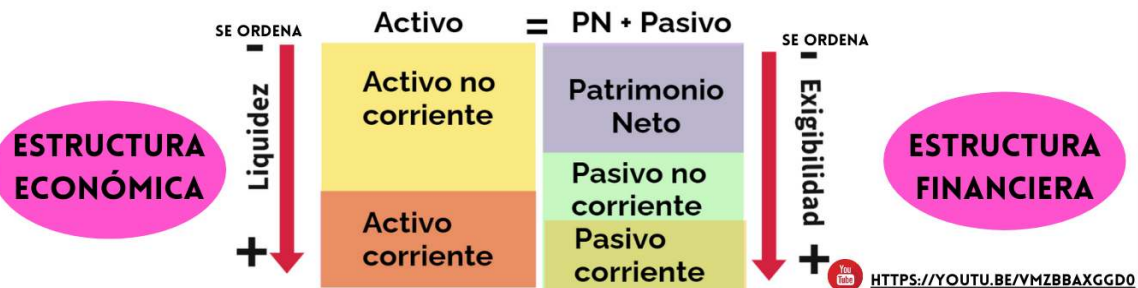 Activo = PN + Pasivo
SE ORDENA
SE ORDENA
-
-
Liquidez
Exigibilidad
+
+
ESTRUCTURA
ECONÓMICA
Activo no
corriente
Activo
corriente
Patrimonio
Neto
Pasivo no
corriente
Pasivo
corriente
ESTRUCTURA
FINANCIERA
You
Tube
HTTPS://YOUTU.BE/VMZBBAXGGD0